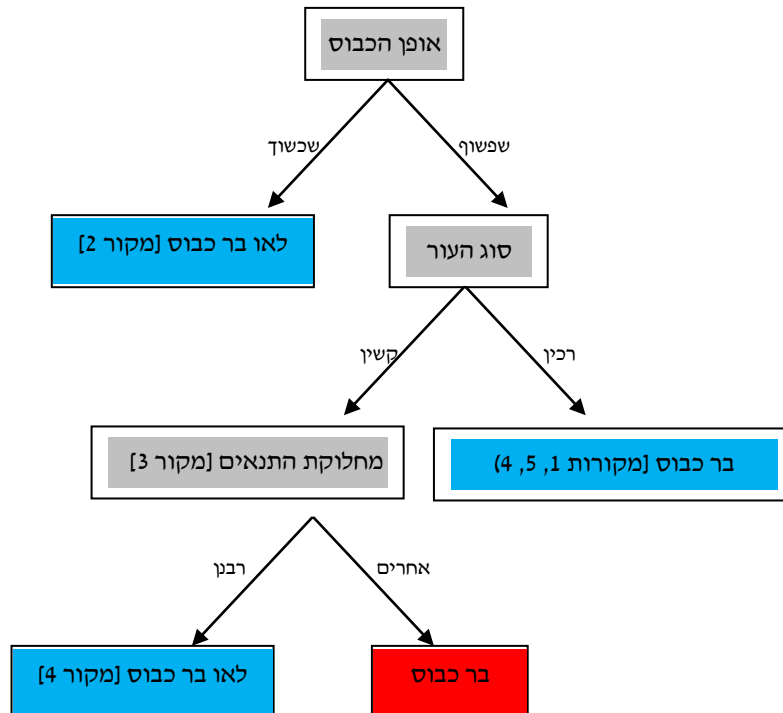 אופן הכבוס
שפשוף
שכשוך
סוג העור
לאו בר כבוס [מקור 2]
רכין
קשין
בר כבוס [מקורות 1, 5, 4)
מחלוקת התנאים [מקור 3]
אחרים
רבנן
בר כבוס
לאו בר כבוס [מקור 4]